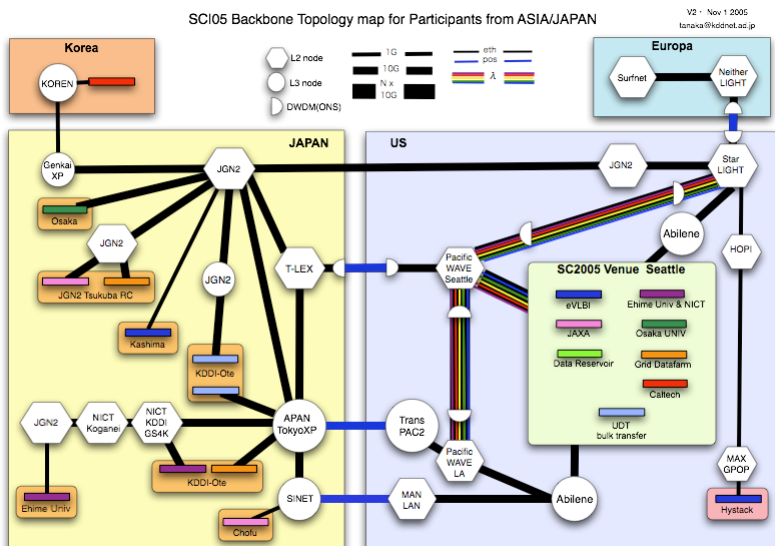 SCI05 Backbone Topology map for Participants from ASIA/JAPAN
V2・ Nov 1 2005
tanaka@kddnet.ad.jp
Korea
KOREN
L2 node
L3 node
DWDM(ONS)
1G
10G
N x
10G
eth
pos
λ
Europa
Surfnet
Neither
LIGHT
JAPAN
US
Genkai
XP
JGN2
JGN2
Star
LIGHT
Osaka
JGN2
JGN2 Tsukuba RC
JGN2
T-LEX
Pacific
WAVE
Seattle
Abilene
HOPI
Kashima
KDDI-Ote
SC2005 Venue Seattle
eVLBI
Ehime Univ & NICT
JAXA
Osaka UNIV
Data Reservoir
Grid Datafarm
Caltech
UDT
bulk transfer
JGN2
NICT
Koganei
NICT
KDDI
GS4K
APAN
TokyoXP
Trans
PAC2
Pacific
WAVE
LA
MAX
GPOP
KDDI-Ote
Ehime Univ
SINET
MAN
LAN
Abilene
Hystack
Chofu